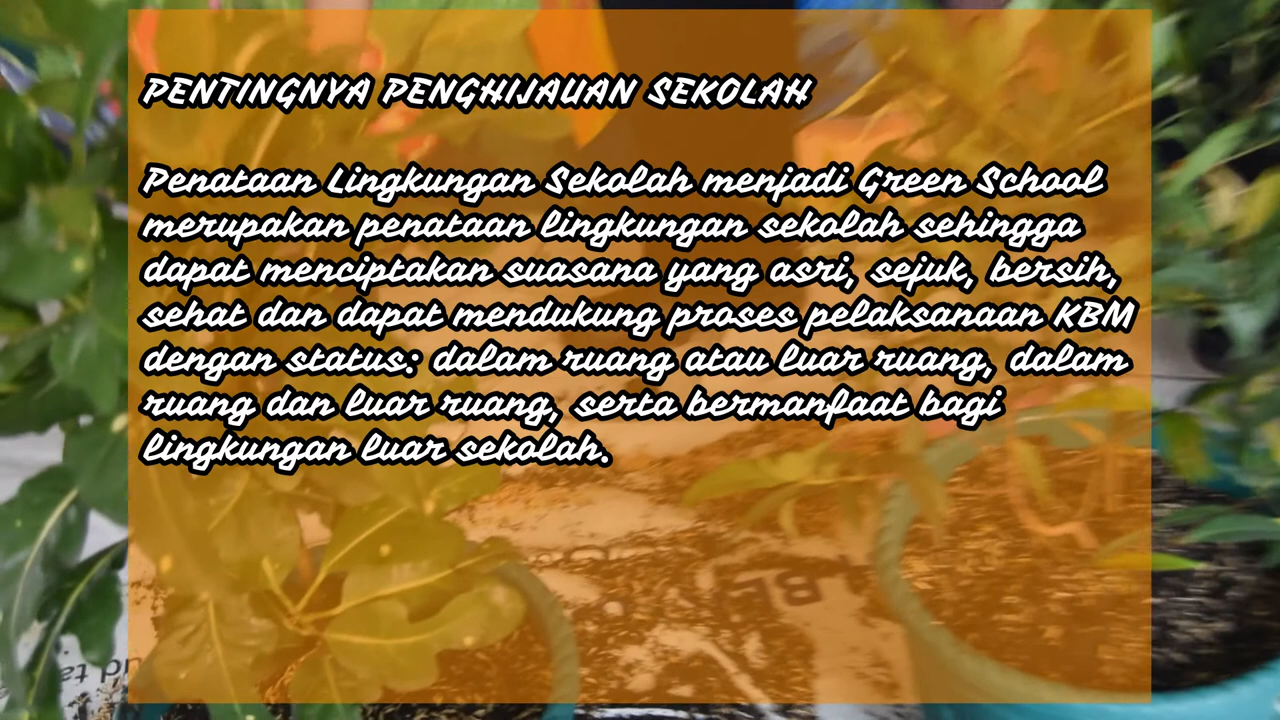 PENTINGNYA PENGHIJAUAN SEKOLAH
Penataan Lingkungan Sekolah menjadi Green School
merupakan penataan lingkungan sekolah sehingga
dapat menciptakan suasana yang asri, sejuk, bersih,
sehat dan dapat mendukung proses pelaksanaan KBM
dengan status: dalam ruang atau luar ruang, dalam
ruang dan luar ruang, serta bermanfaat bagi
lingkungan luar sekolah.